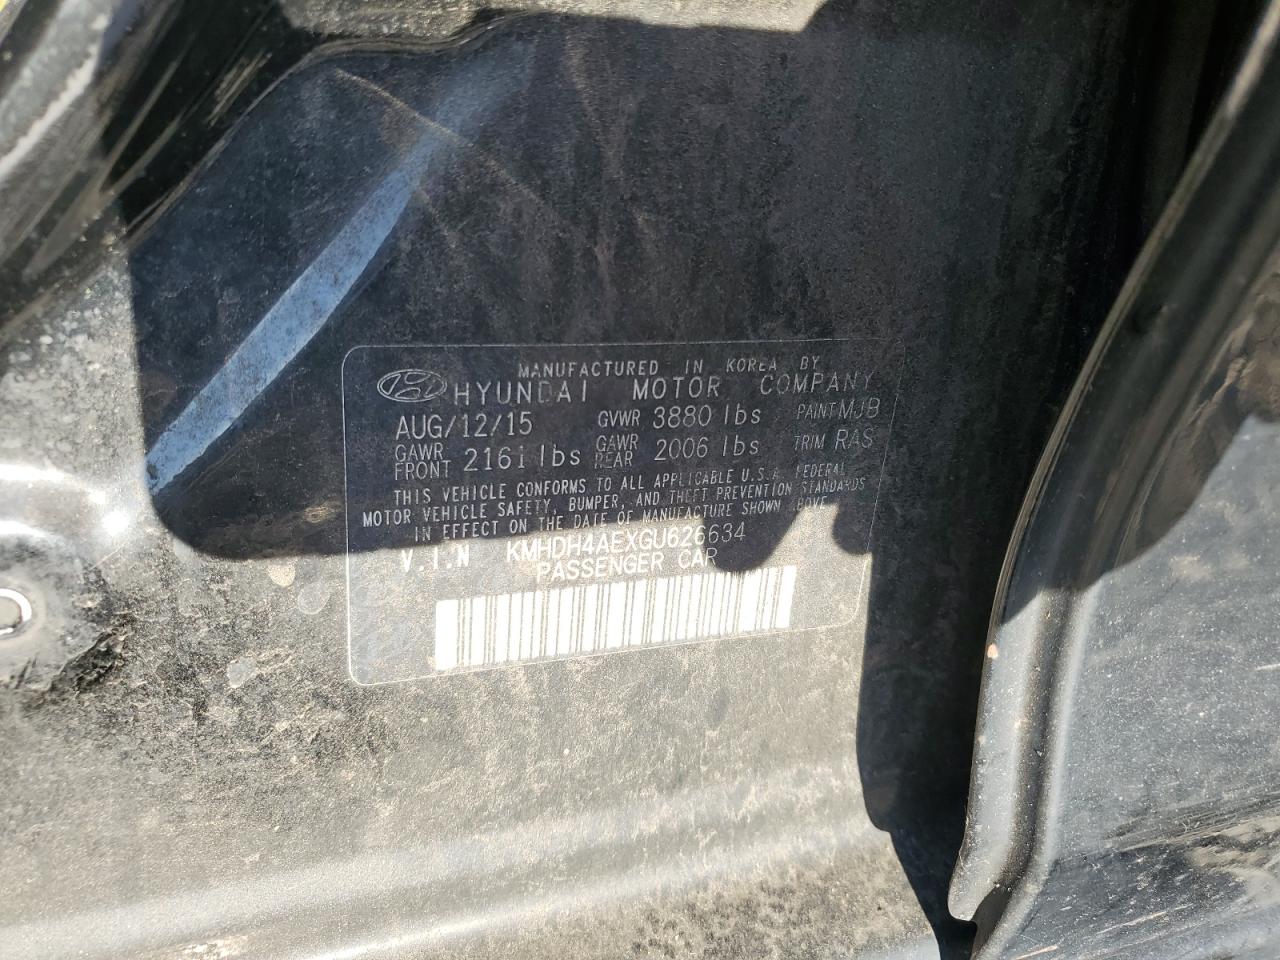 MANUFACTURED IN KOREA BY
HYUNDAI MOTOR COMPANY
AUG/12/15 GVWR 3880 lbs PAINT MJB
GAWR FRONT 2161 lbs GAWR REAR 2006 lbs TRIM RAS
THIS VEHICLE CONFORMS TO ALL APPLICABLE U.S.A. FEDERAL
MOTOR VEHICLE SAFETY, BUMPER, AND THEFT PREVENTION STANDARDS
IN EFFECT ON THE DATE OF MANUFACTURE SHOWN ABOVE
V.I.N KMHDH4AEXGU626634
PASSENGER CAR